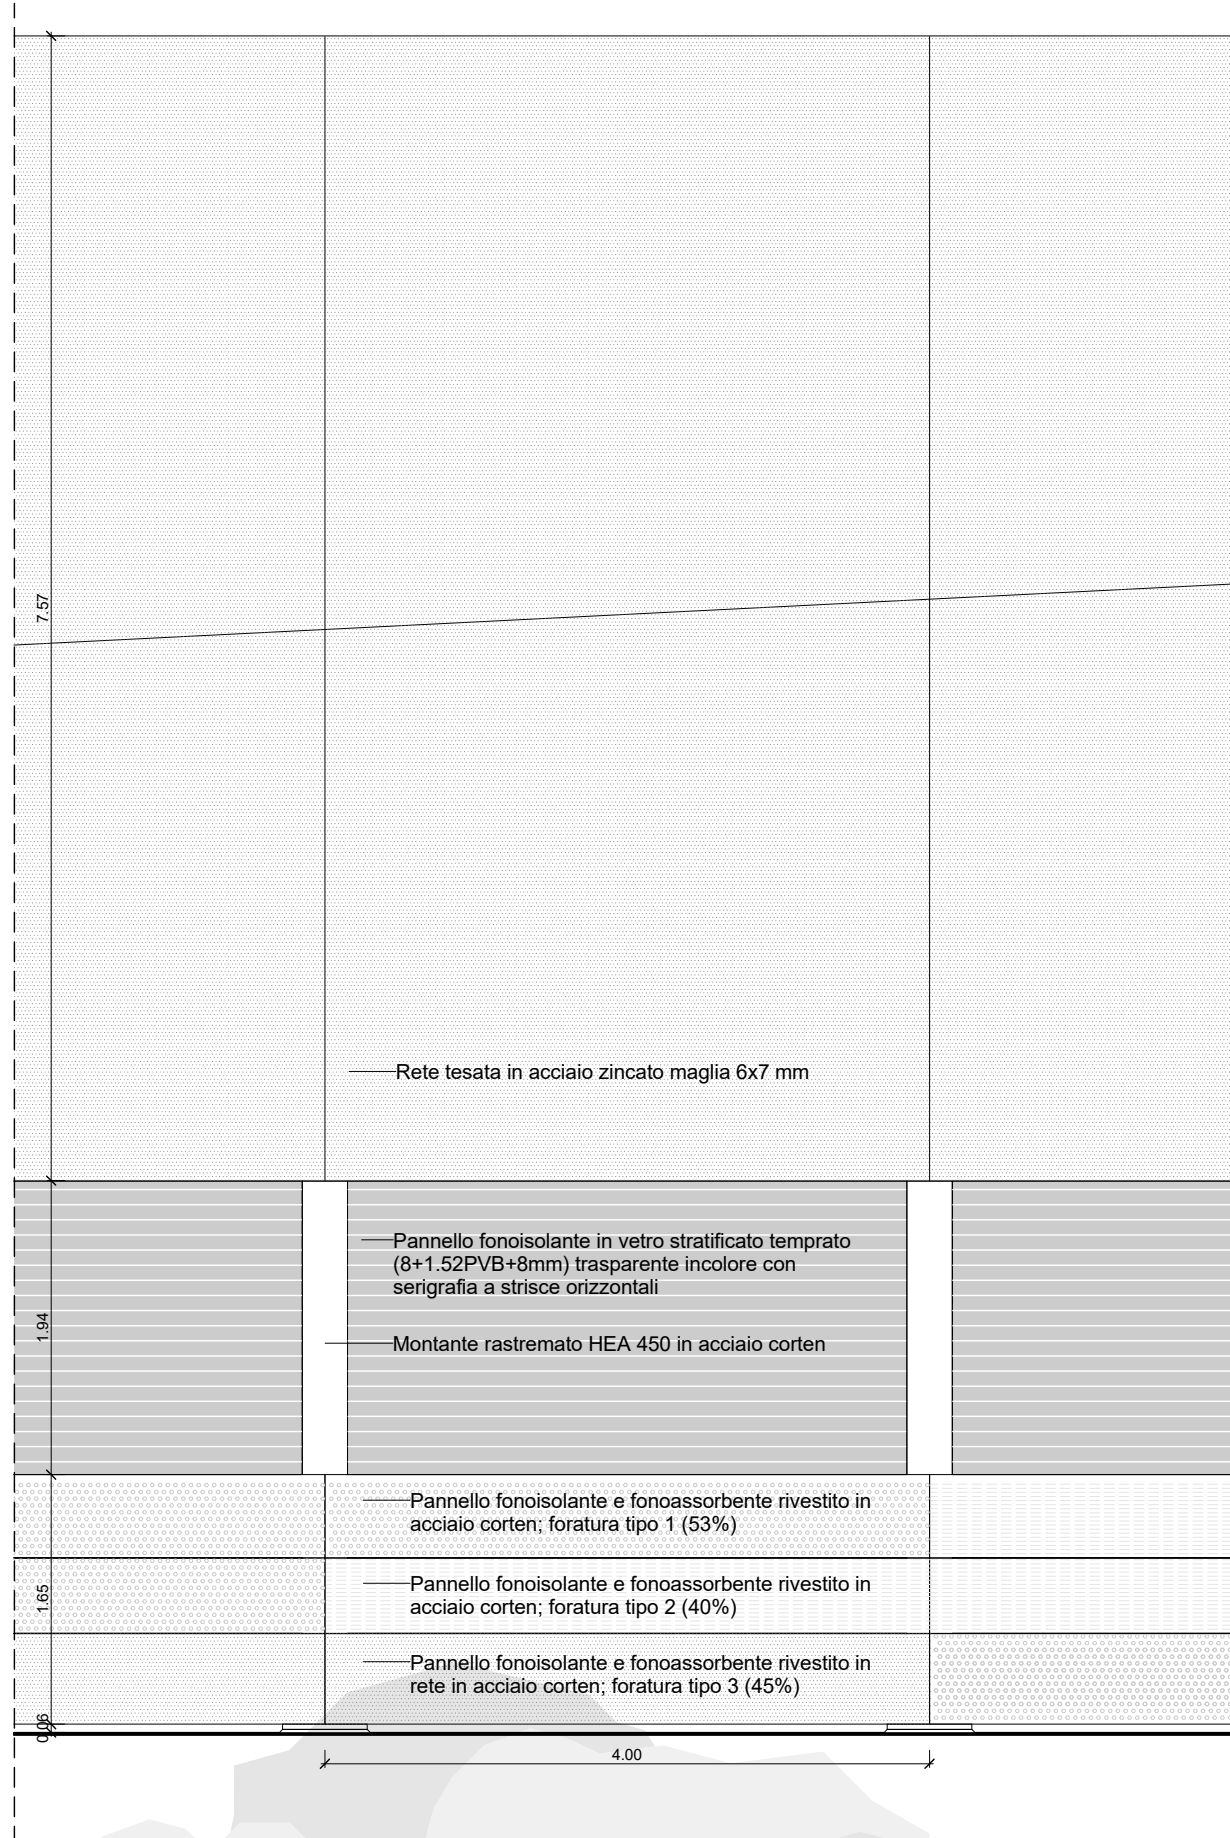 7.57
Rete tesata in acciaio zincato maglia 6x7 mm
Pannello fonoisolante in vetro stratificato temprato
(8+1.52PVB+8mm) trasparente incolore con
serigrafia a strisce orizzontali
1.94
Montante rastremato HEA 450 in acciaio corten
Pannello fonoisolante e fonoassorbente rivestito in
acciaio corten; foratura tipo 1 (53%)
1.65
Pannello fonoisolante e fonoassorbente rivestito in
acciaio corten; foratura tipo 2 (40%)
Pannello fonoisolante e fonoassorbente rivestito in
rete in acciaio corten; foratura tipo 3 (45%)
0.06
4.00